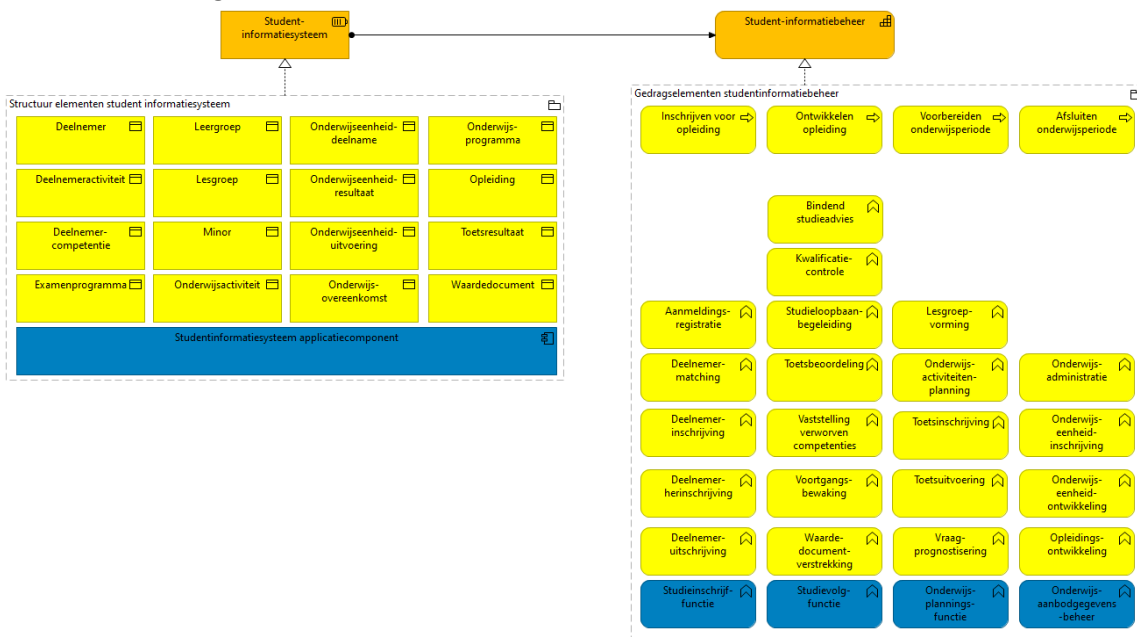 Student-
informatiesysteem
Student-informatiebeheer
Structuur elementen student informatiesysteem
Deelnemer
Leergroep
Onderwijseenheid-
deelname
Onderwijs-
programma
Deelnemeractiviteit
Lesgroep
Onderwijseenheid-
resultaat
Opleiding
Deelnemer-
competentie
Minor
Onderwijseenheid-
uitvoering
Toetsresultaat
Examenprogramma
Onderwijsactiviteit
Onderwijs-
overeenkomst
Waardedocument
Studentinformatiesysteem applicatiecomponent
Gedragselementen studentinformatiebeheer
Inschrijven voor
opleiding
Ontwikkelen
opleiding
Voorbereiden
onderwijsperiode
Afsluiten
onderwijsperiode
Bindend
studieadvies
Kwalificatie-
controle
Aanmeldings-
registratie
Studieloopbaan-
begeleiding
Lesgroep-
vorming
Deelnemer-
matching
Toetsbeoordeling
Onderwijs-
activiteiten-
planning
Onderwijs-
administratie
Deelnemer-
inschrijving
Vaststelling
verworven
competenties
Toetsinschrijving
Onderwijs-
eenheid-
inschrijving
Deelnemer-
herinschrijving
Voortgangs-
bewaking
Toetsuitvoering
Onderwijs-
eenheid-
ontwikkeling
Deelnemer-
uitschrijving
Waarde-
document-
verstrekking
Vraag-
prognotisering
Opleidings-
ontwikkeling
Studieinschrijf-
functie
Studievolg-
functie
Onderwijs-
plannings-
functie
Onderwijs-
aanbodgegevens
-beheer